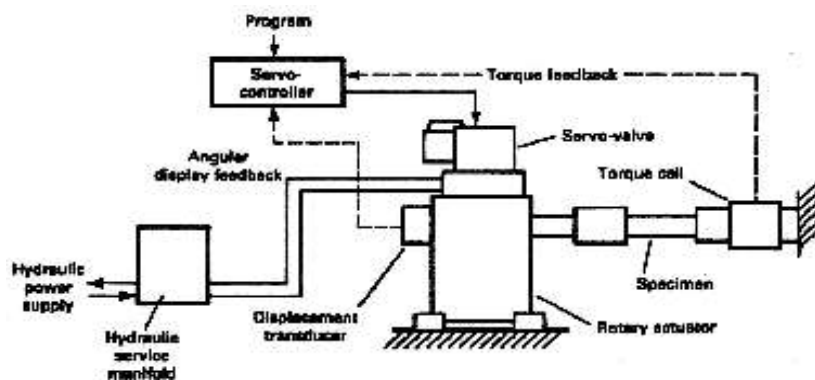 Program
Servo-
controller
Torque feedback
Servo-valve
Angular
display feedback
Torque cell
Hydraulic
power
supply
Specimen
Displacement
transducer
Rotary actuator
Hydraulic
service
manifold